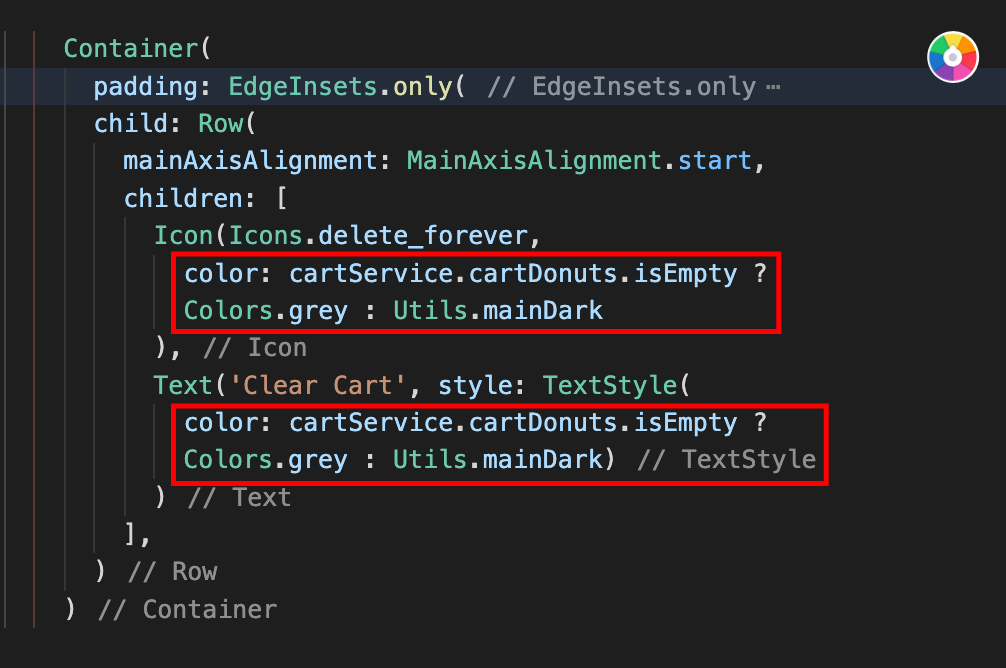 Container(
padding: EdgeInsets.only( // EdgeInsets.only ⋯
child: Row(
mainAxisAlignment: MainAxisAlignment.start,
children: [
Icon(Icons.delete_forever,
color: cartService.cartDonuts.isEmpty ?
Colors.grey : Utils.mainDark
), // Icon
Text('Clear Cart', style: TextStyle(
color: cartService.cartDonuts.isEmpty ?
Colors.grey : Utils.mainDark) // TextStyle
) // Text
],
) // Row
) // Container